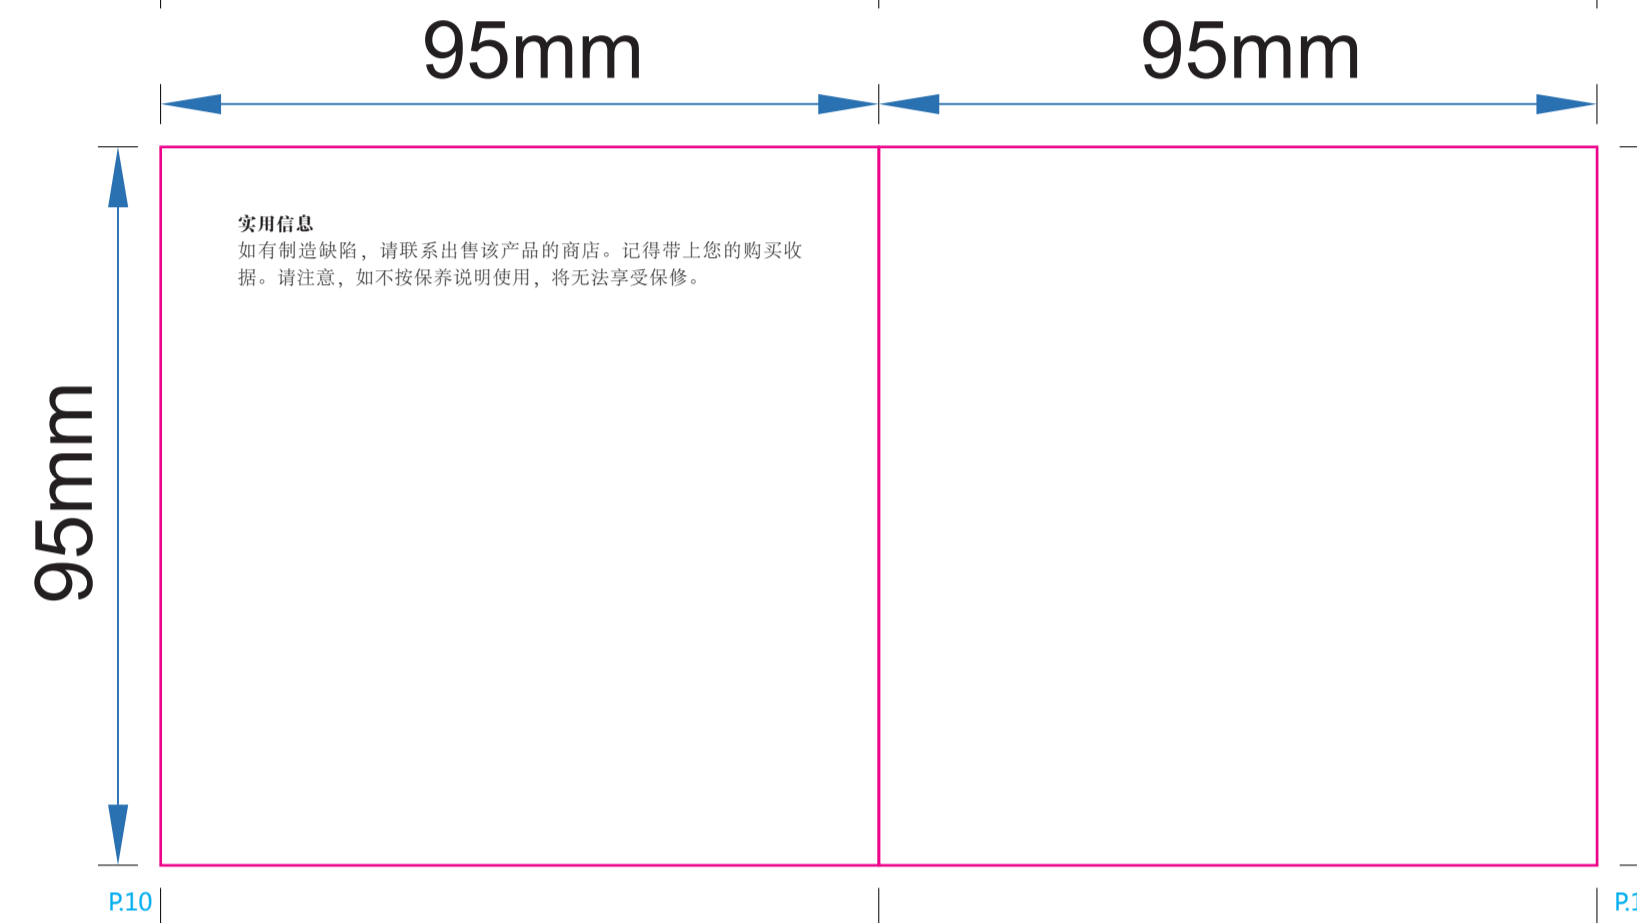 95mm
95mm
95mm
实用信息
如有制造缺陷，请联系出售该产品的商店。记得带上您的购买收
据。请注意，如不按保养说明使用，将无法享受保修。
P.10